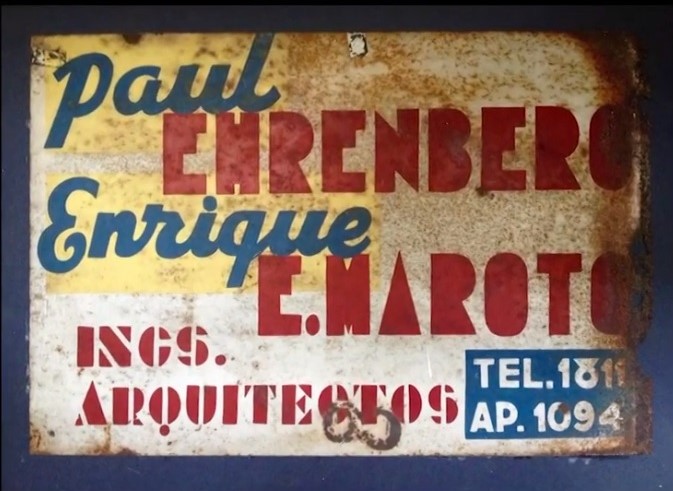 Paul
EHRENBERG
Enrique
E. MAROTO
INGS.
ARQUITECTOS
TEL. 1811
AP. 1094